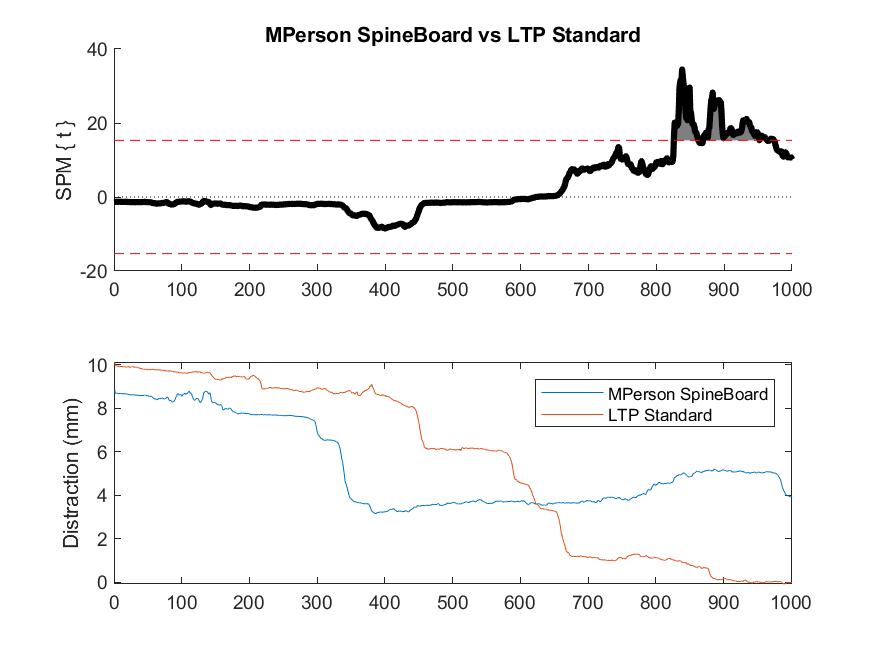 MPerson SpineBoard vs LTP Standard
40
20
0
-20
SPM { t }
0 100 200 300 400 500 600 700 800 900 1000
10
8
6
4
2
0
Distraction (mm)
MPerson SpineBoard
LTP Standard
0 100 200 300 400 500 600 700 800 900 1000